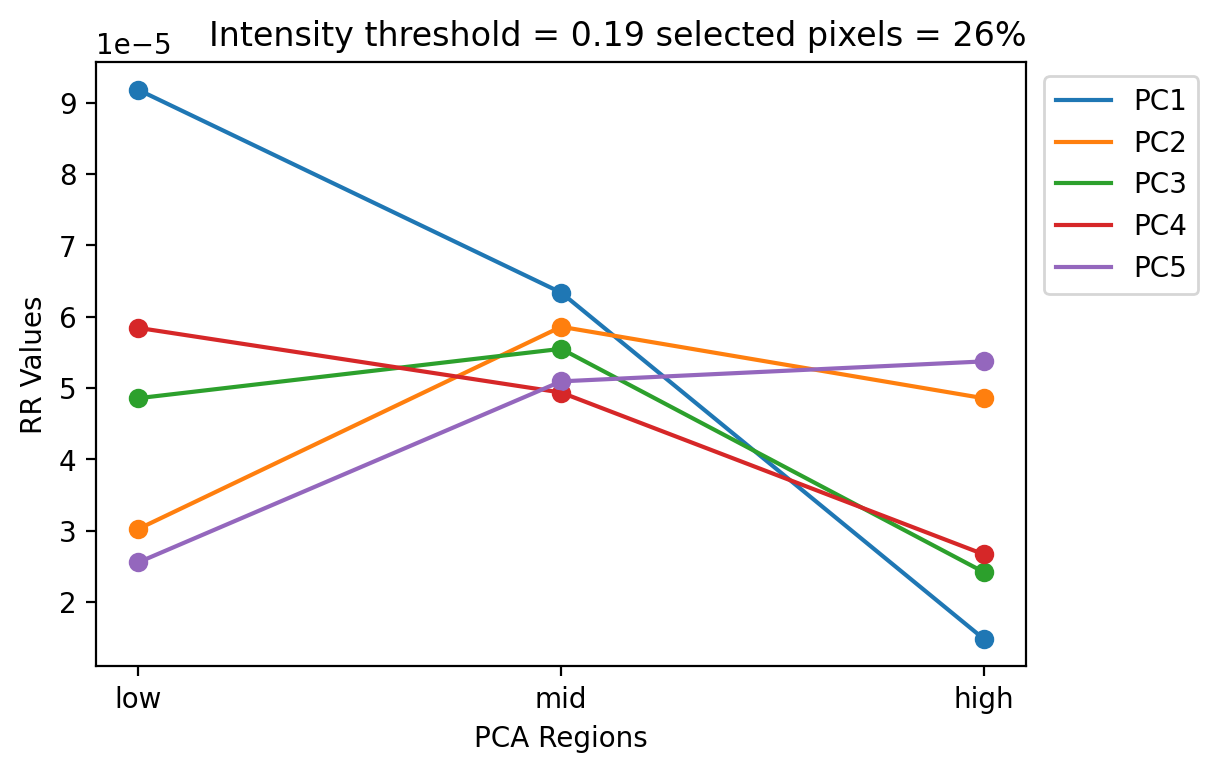 Intensity threshold = 0.19 selected pixels = 26%
1e−5
9
8
7
6
5
4
3
2
RR Values
low mid high
PCA Regions
PC1
PC2
PC3
PC4
PC5